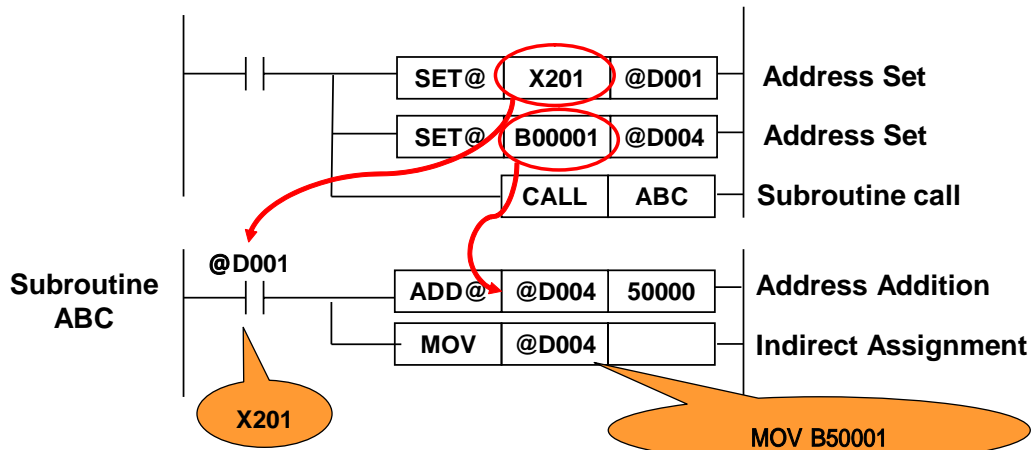 SET@ X201 @D001 Address Set
SET@ B00001 @D004 Address Set
CALL ABC Subroutine call
@D001
Subroutine
ABC
ADD@ @D004 50000 Address Addition
MOV @D004 Indirect Assignment
X201
MOV B50001